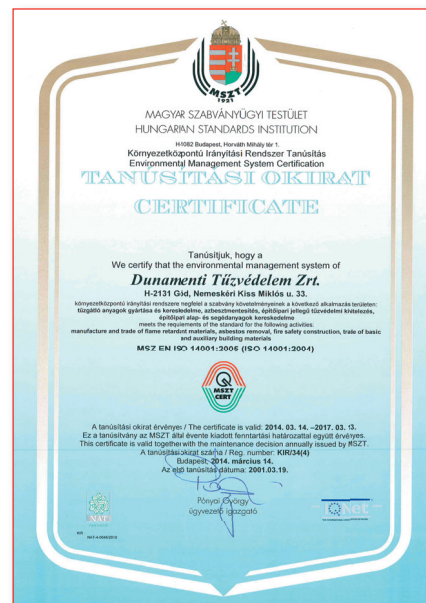 MSZT
1921
MAGYAR SZABVÁNYÜGYI TESTÜLET
HUNGARIAN STANDARDS INSTITUTION
H-1082 Budapest, Horváth Mihály tér 1.
Környezetközpontú Irányítási Rendszer Tanúsítás
Environmental Management System Certification
TANÚSÍTÁSI OKIRAT
CERTIFICATE
Tanúsítjuk, hogy a
We certify that the environmental management system of
Dunamenti Tűzvédelem Zrt.
H-2131 Göd, Nemeskéri Kiss Miklós u. 33.
környezetközpontú irányítási rendszere megfelel a szabvány követelményeinek a következő alkalmazás területen:
tűzgátló anyagok gyártása és kereskedelme, azbesztmentesítés, építőipari jellegű tűzvédelmi kivitelezés,
építőipari alap- és segédanyagok kereskedelme
meets the requirements of the standard for the following activities:
manufacture and trade of flame retardant materials, asbestos removal, fire safety construction, trale of basic
and auxiliary building materials
MSZ EN ISO 14001:2005 (ISO 14001:2004)
Q
MSZT
CERT
A tanúsítási okirat érvényes / The certificate is valid: 2014. 03. 14. –2017. 03. 13.
Ez a tanúsítvány az MSZT által évente kiadott fenntartási határozattal együtt érvényes.
This certificate is valid together with the maintenance decision annually issued by MSZT.
A tanúsítási okirat száma / Reg. number: KIR/34(4)
Budapest, 2014. március 14.
Az első tanúsítás dátuma: 2001.03.19.
Pónyai György
ügyvezető igazgató
NAT
IQNet